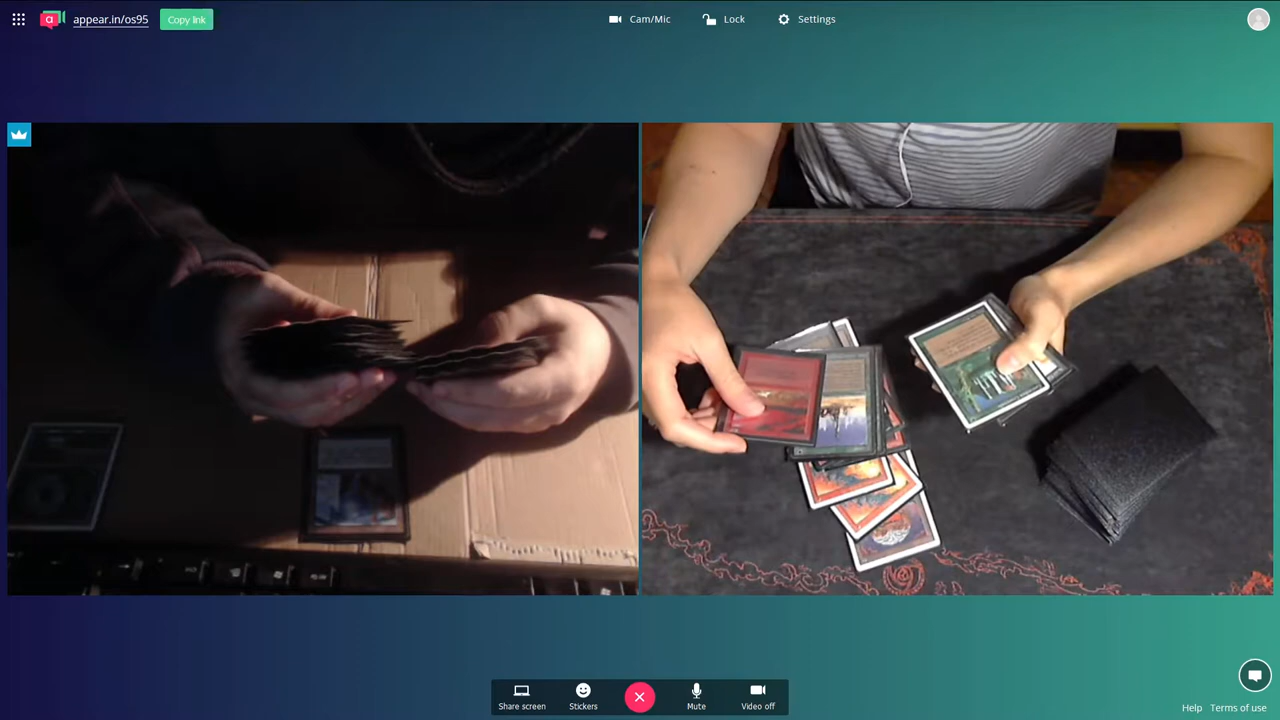 appear.in/os95
Copy link
Cam/Mic
Lock
Settings
Share screen
Stickers
Mute
Video off
Help
Terms of use